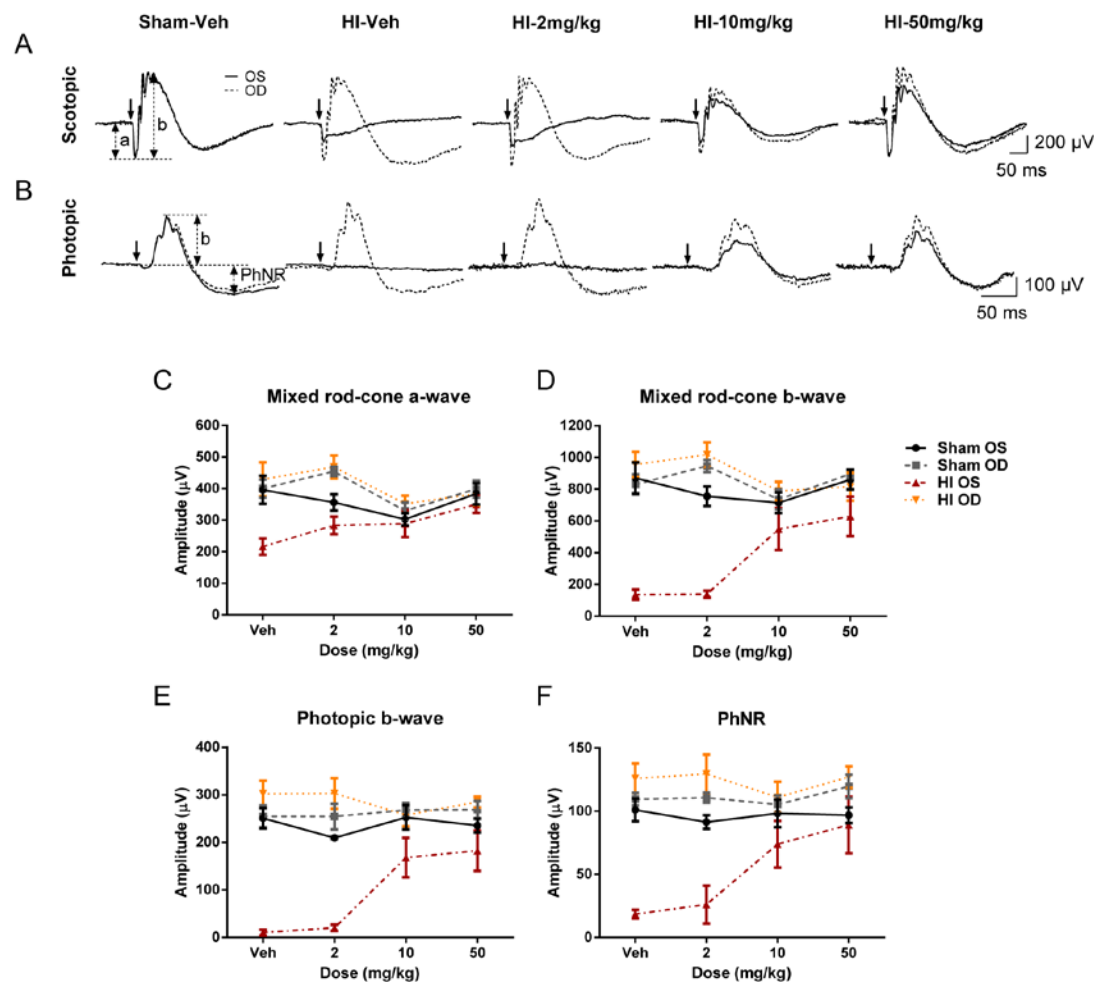 Sham-Veh HI-Veh HI-2mg/kg HI-10mg/kg HI-50mg/kg
A
Scotopic
OS
OD
a
b
200 µV
50 ms
B
Photopic
b
PhNR
100 µV
50 ms
C
Mixed rod-cone a-wave
Amplitude (µV)
600
500
400
300
200
100
0
Veh 2 10 50
Dose (mg/kg)
D
Mixed rod-cone b-wave
Amplitude (µV)
1200
1000
800
600
400
200
0
Veh 2 10 50
Dose (mg/kg)
Sham OS
Sham OD
HI OS
HI OD
E
Photopic b-wave
Amplitude (µV)
400
300
200
100
0
Veh 2 10 50
Dose (mg/kg)
F
PhNR
Amplitude (µV)
150
100
50
0
Veh 2 10 50
Dose (mg/kg)